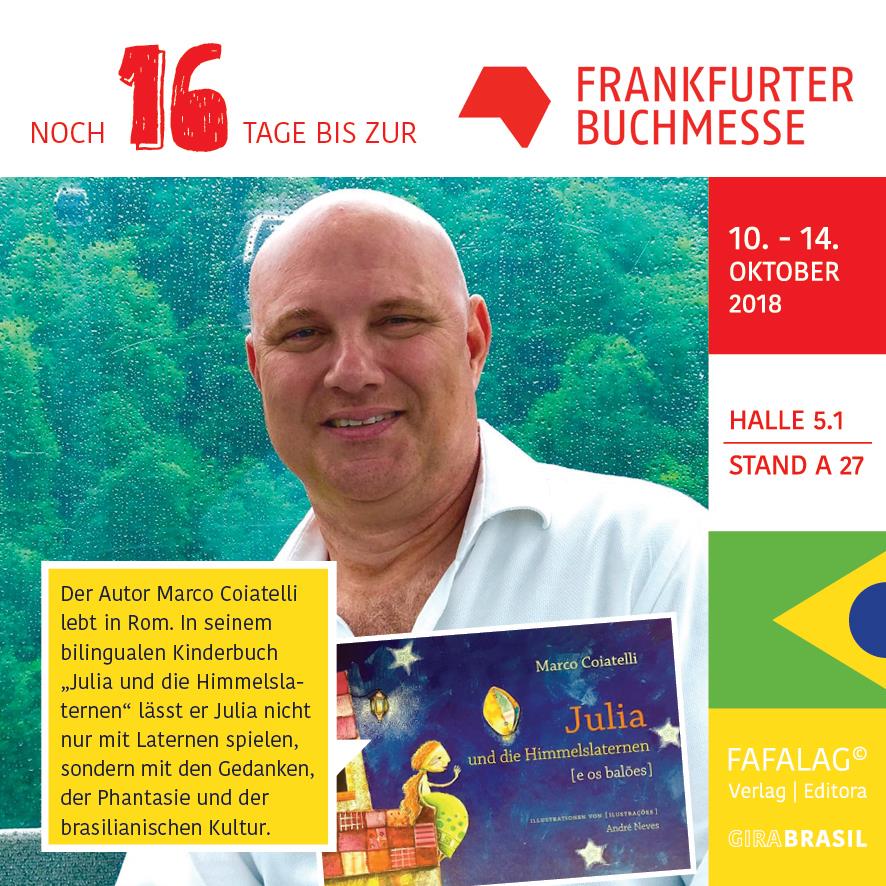 NOCH 16 TAGE BIS ZUR
FRANKFURTER
BUCHMESSE
10. - 14.
OKTOBER
2018
HALLE 5.1
STAND A 27
Der Autor Marco Coiatelli
lebt in Rom. In seinem
bilingualen Kinderbuch
„Julia und die Himmelsla-
ternen“ lässt er Julia nicht
nur mit Laternen spielen,
sondern mit den Gedanken,
der Phantasie und der
brasilianischen Kultur.
Marco Coiatelli
Julia
und die Himmelslaternen
[e os balões]
ILLUSTRATIONEN VON [ILUSTRAÇÕES]
André Neves
FAFALAG©
Verlag | Editora
GIRABRASIL